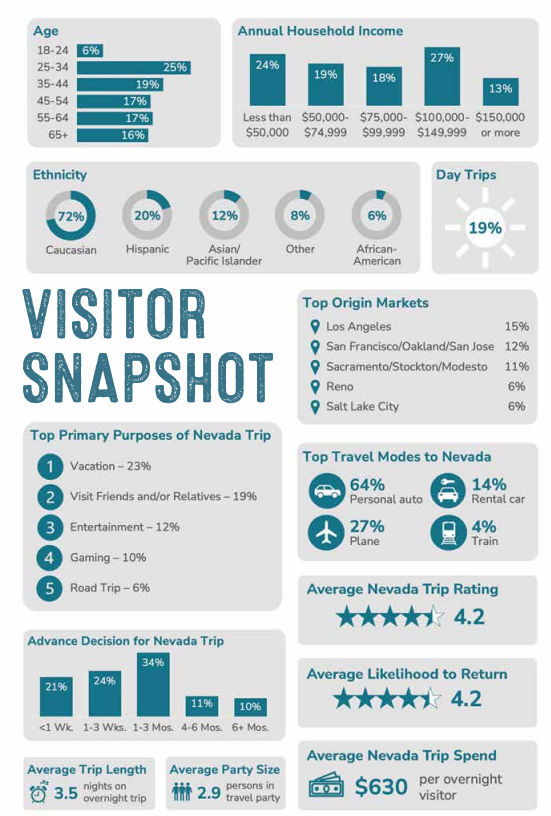 Age
18-24 6%
25-34 25%
35-44 19%
45-54 17%
55-64 17%
65+ 16%
Annual Household Income
24% 19% 18% 27% 13%
Less than $50,000- $75,000- $100,000- $150,000
$50,000 $74,999 $99,999 $149,999 or more
Ethnicity
72% 20% 12% 8% 6%
Caucasian Hispanic Asian/ Other African-
Pacific Islander American
Day Trips
19%
VISITOR
SNAPSHOT
Top Origin Markets
Los Angeles 15%
San Francisco/Oakland/San Jose 12%
Sacramento/Stockton/Modesto 11%
Reno 6%
Salt Lake City 6%
Top Primary Purposes of Nevada Trip
1 Vacation – 23%
2 Visit Friends and/or Relatives – 19%
3 Entertainment – 12%
4 Gaming – 10%
5 Road Trip – 6%
Top Travel Modes to Nevada
64% 14%
Personal auto Rental car
27% 4%
Plane Train
Average Nevada Trip Rating
4.2
Advance Decision for Nevada Trip
21% 24% 34% 11% 10%
<1 Wk. 1-3 Wks. 1-3 Mos. 4-6 Mos. 6+ Mos.
Average Likelihood to Return
4.2
Average Trip Length
3.5 nights on
overnight trip
Average Party Size
2.9 persons in
travel party
Average Nevada Trip Spend
$630 per overnight
visitor